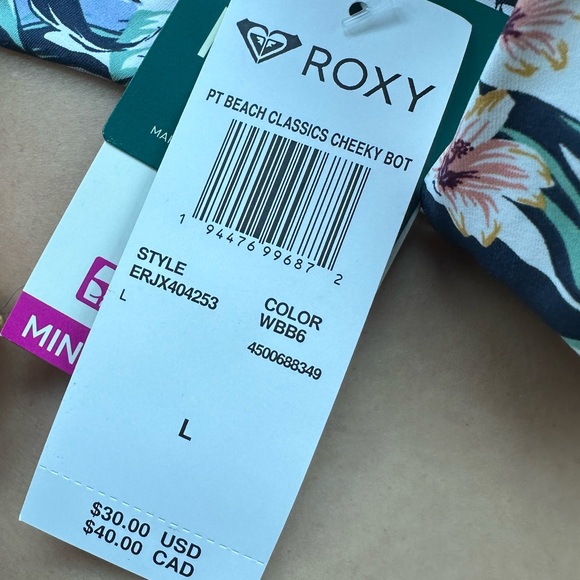 ROXY
PT BEACH CLASSICS CHEEKY BOT
1 94476 99687 2
STYLE
ERJX404253
L
COLOR
WBB6
4500688349
L
$30.00 USD
$40.00 CAD
MIN